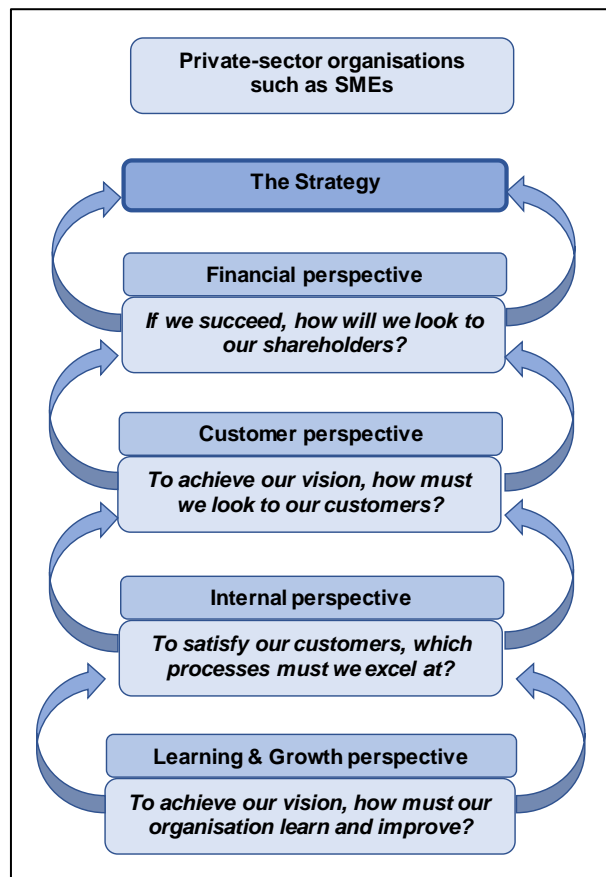 Private-sector organisations
such as SMEs
The Strategy
Financial perspective
If we succeed, how will we look to
our shareholders?
Customer perspective
To achieve our vision, how must
we look to our customers?
Internal perspective
To satisfy our customers, which
processes must we excel at?
Learning & Growth perspective
To achieve our vision, how must our
organisation learn and improve?